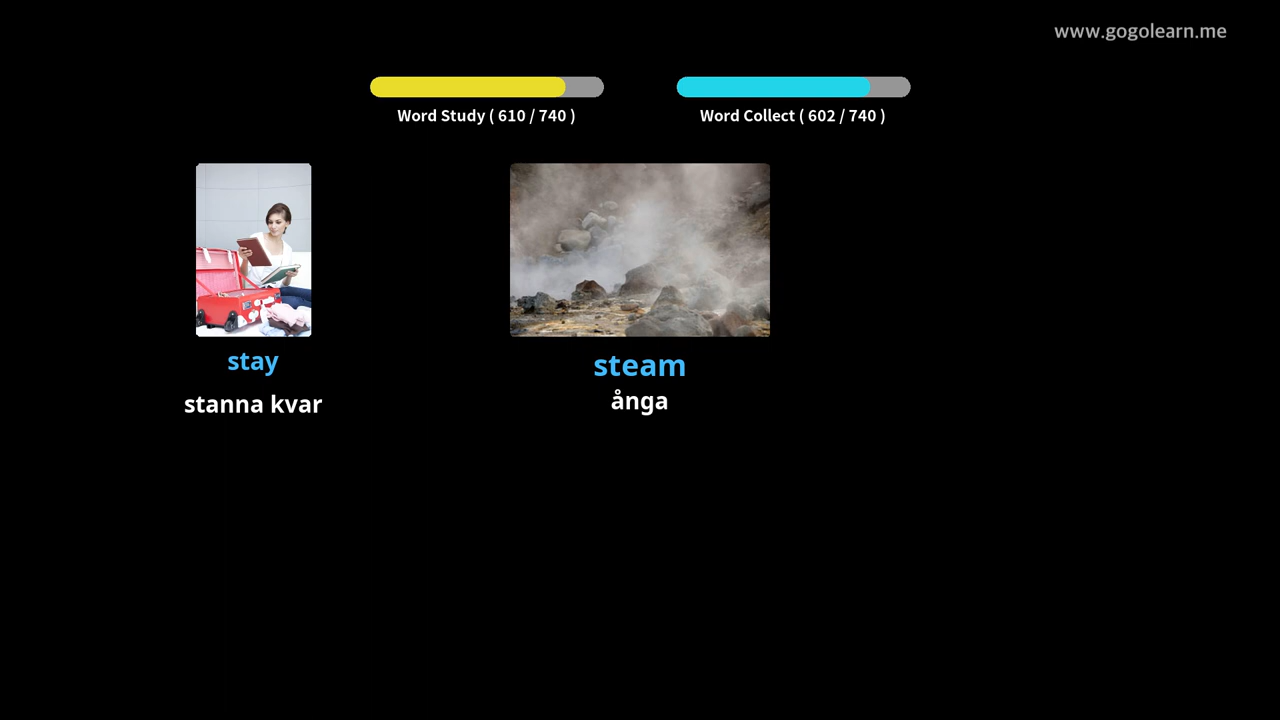 www.gogolearn.me
Word Study ( 610 / 740 )
Word Collect ( 602 / 740 )
stay
stanna kvar
steam
ånga